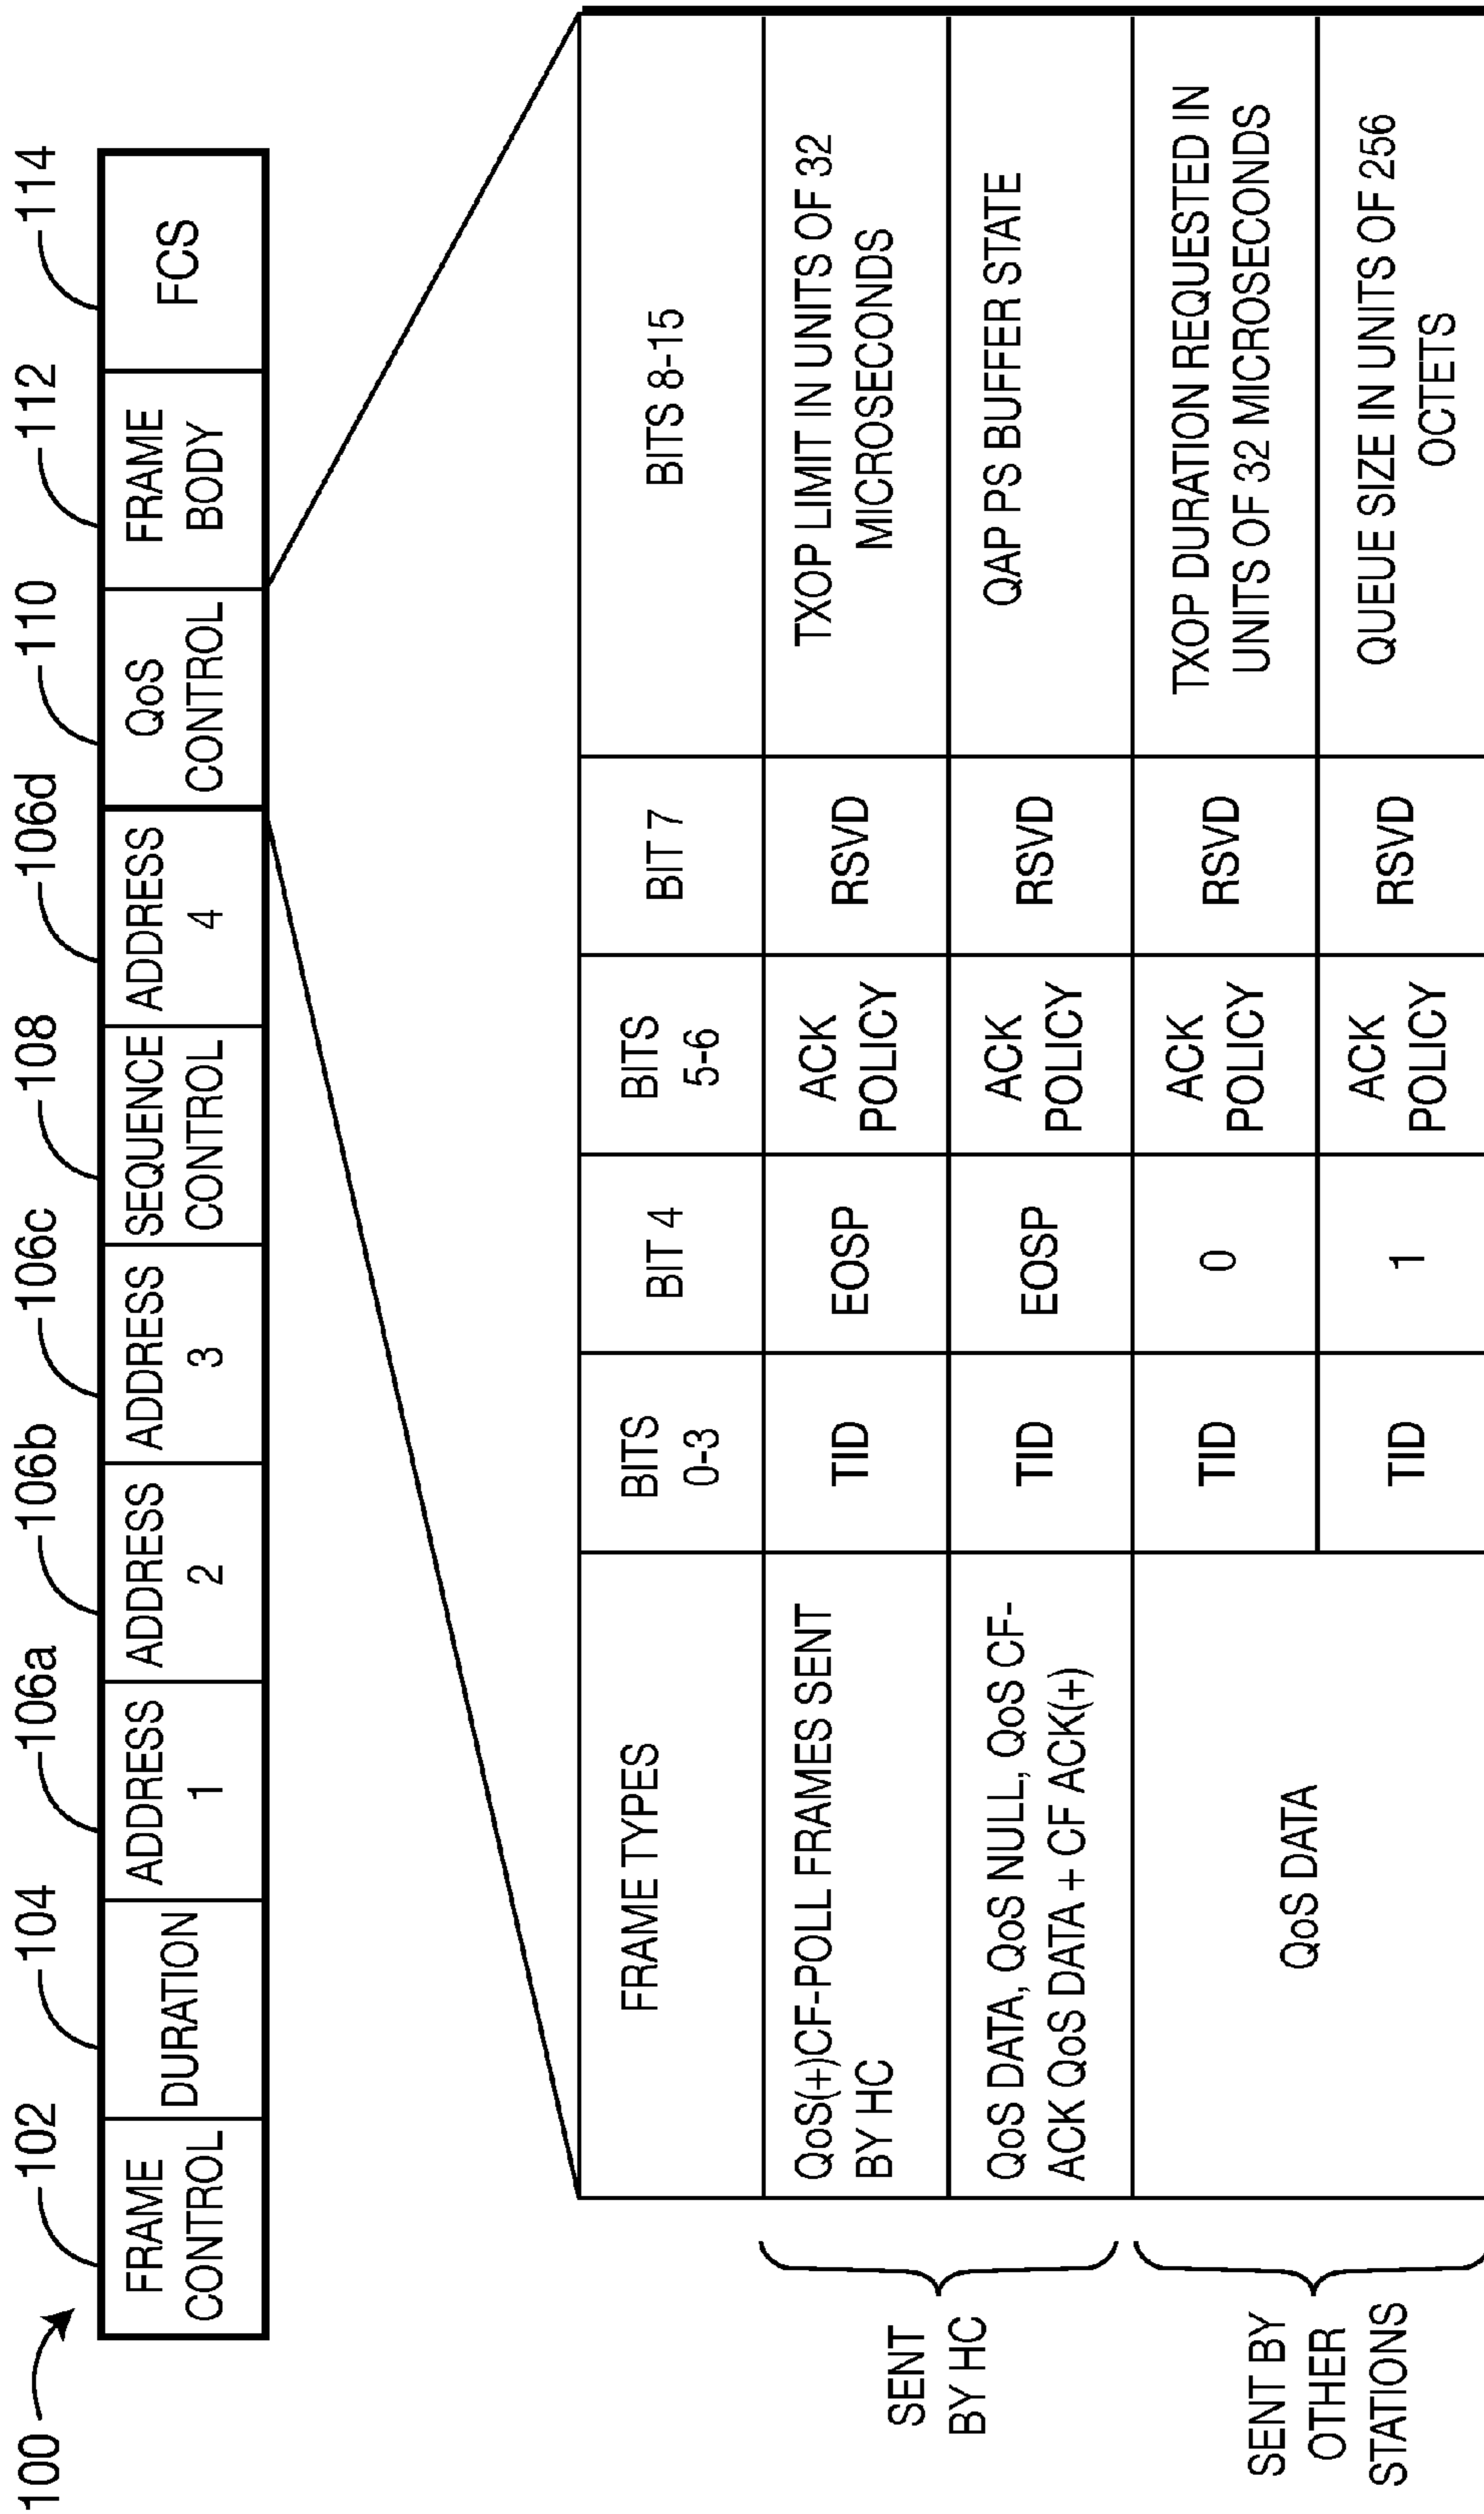 100
102
104
106a
106b
106c
108
106d
110
112
114
FRAME
CONTROL
DURATION
ADDRESS
1
ADDRESS
2
ADDRESS
3
SEQUENCE
CONTROL
ADDRESS
4
QoS
CONTROL
FRAME
BODY
FCS
FRAME TYPES
BITS
0-3
BIT 4
BITS
5-6
BIT 7
BITS 8-15
SENT
BY HC
QoS(+)CF-POLL FRAMES SENT
BY HC
TID
EOSP
ACK
POLICY
RSVD
TXOP LIMIT IN UNITS OF 32
MICROSECONDS
QoS DATA, QoS NULL, QoS CF-
ACK QoS DATA + CF ACK(+)
TID
EOSP
ACK
POLICY
RSVD
QAP PS BUFFER STATE
SENT BY
OTHER
STATIONS
QoS DATA
TID
0
ACK
POLICY
RSVD
TXOP DURATION REQUESTED IN
UNITS OF 32 MICROSECONDS
TID
1
ACK
POLICY
RSVD
QUEUE SIZE IN UNITS OF 256
OCTETS